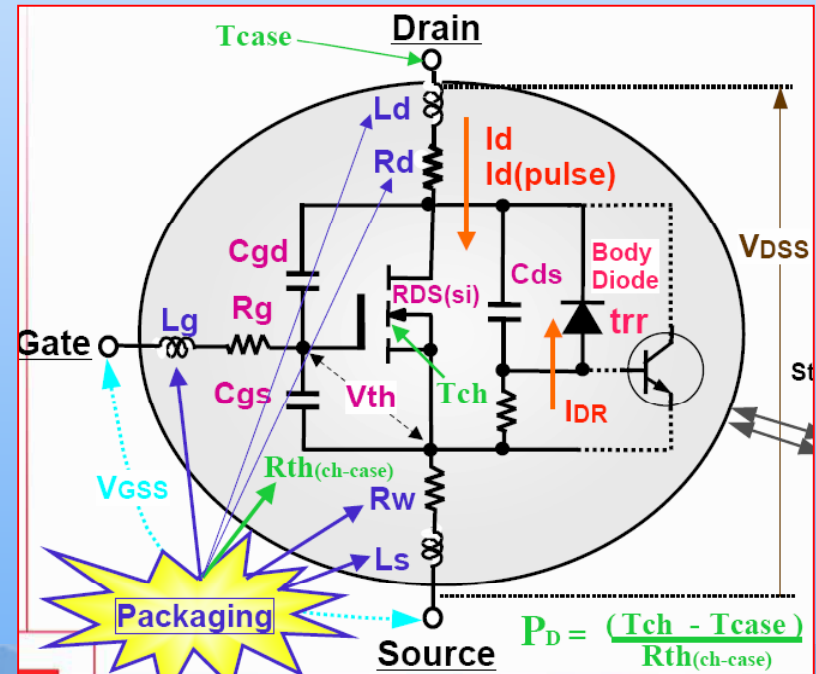 Drain
Tcase
Ld
Id
Id(pulse)
Rd
VDSS
Cgd
Cds
Body
Diode
RDS(si)
Rg
Lg
trr
Gate
Cgs
Vth
Tch
IDR
St
Rth(ch-case)
VGSS
Rw
Ls
Packaging
Source
PD = (Tch - Tcase)
Rth(ch-case)